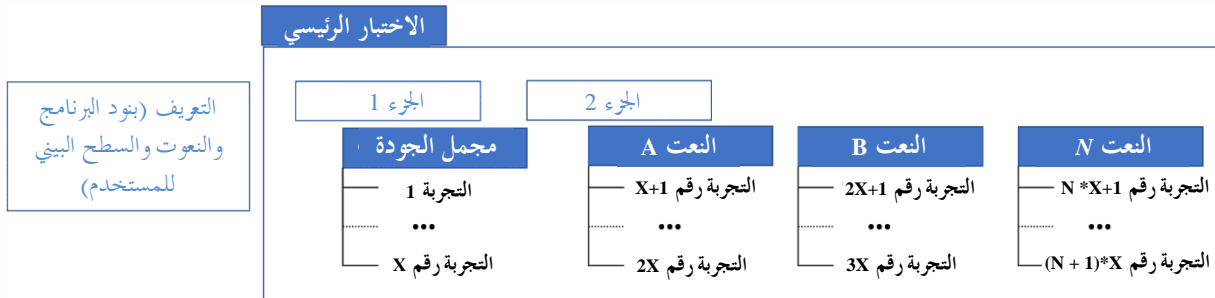 الاختبار الرئيسي
التعريف (بنود البرنامج
والنعوت والسطح البيني
للمستخدم)
الجزء 1
الجزء 2
مجمل الجودة
التجربة 1
•••
التجربة رقم X
النعت A
التجربة رقم X+1
•••
التجربة رقم 2X
النعت B
التجربة رقم 2X+1
•••
التجربة رقم 3X
النعت N
التجربة رقم N *X+1
•••
التجربة رقم (N + 1)*X